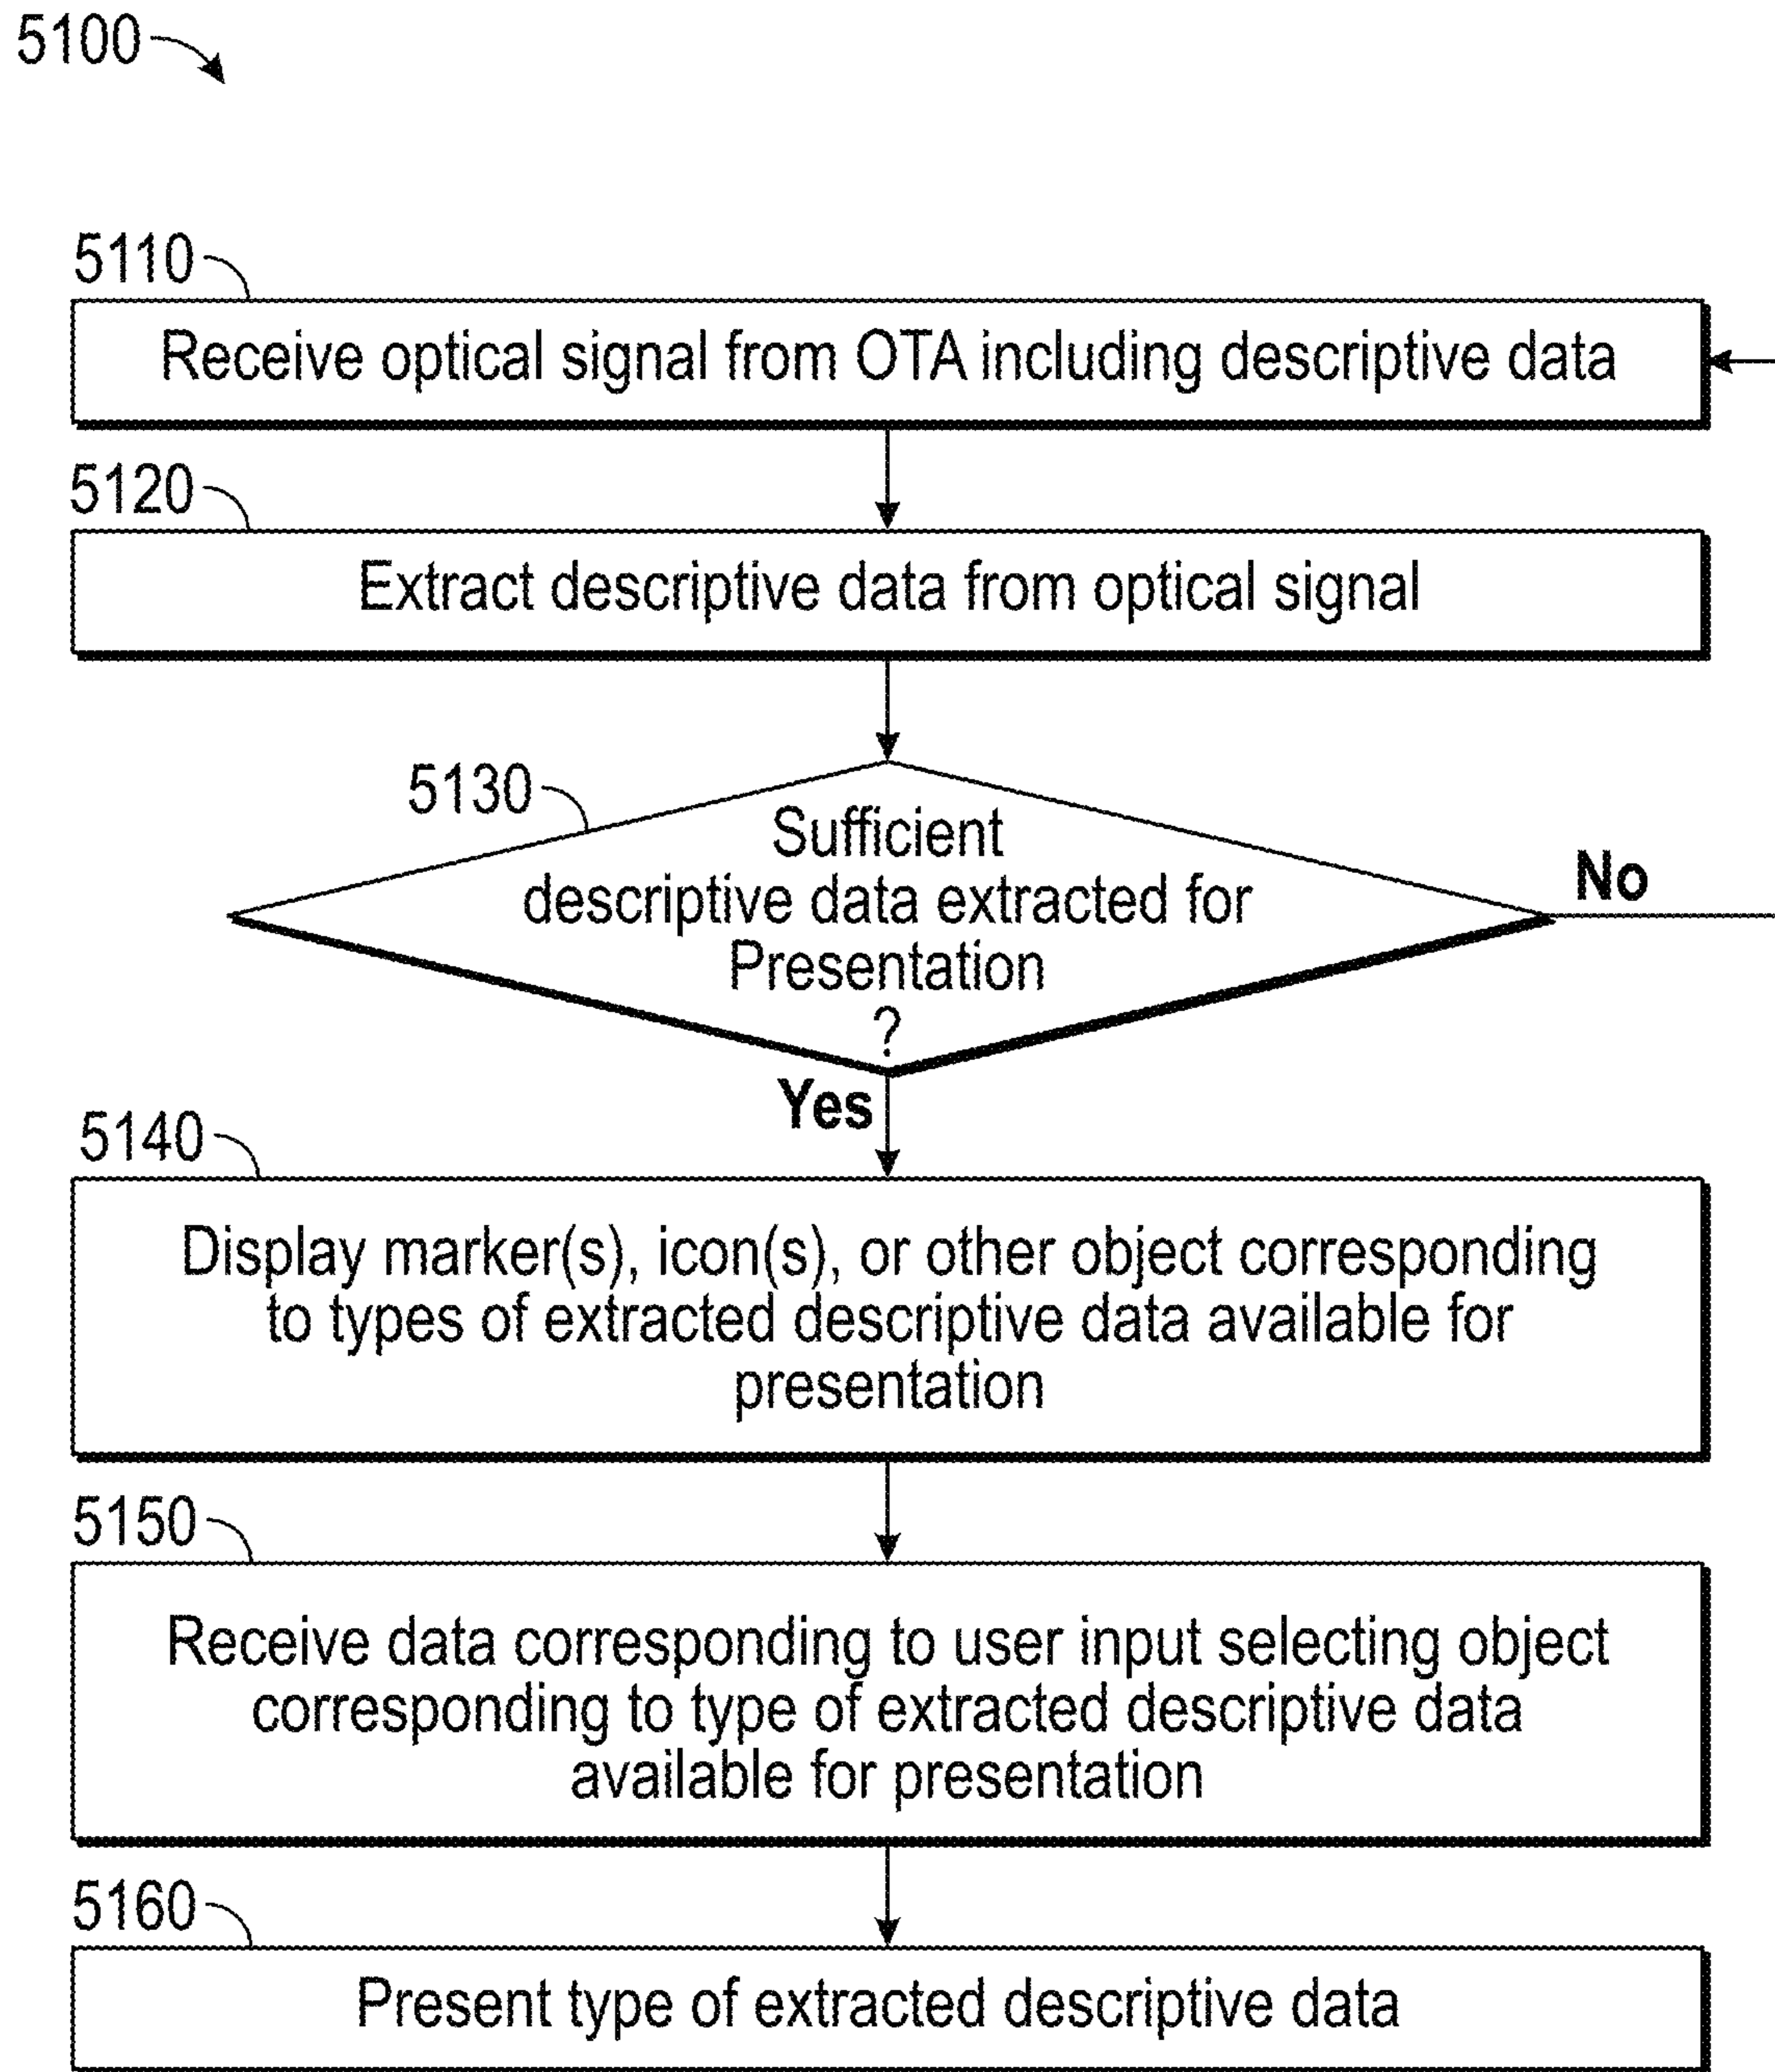 5100
5110
Receive optical signal from OTA including descriptive data
5120
Extract descriptive data from optical signal
5130
Sufficient
descriptive data extracted for
Presentation
?
No
Yes
5140
Display marker(s), icon(s), or other object corresponding
to types of extracted descriptive data available for
presentation
5150
Receive data corresponding to user input selecting object
corresponding to type of extracted descriptive data
available for presentation
5160
Present type of extracted descriptive data